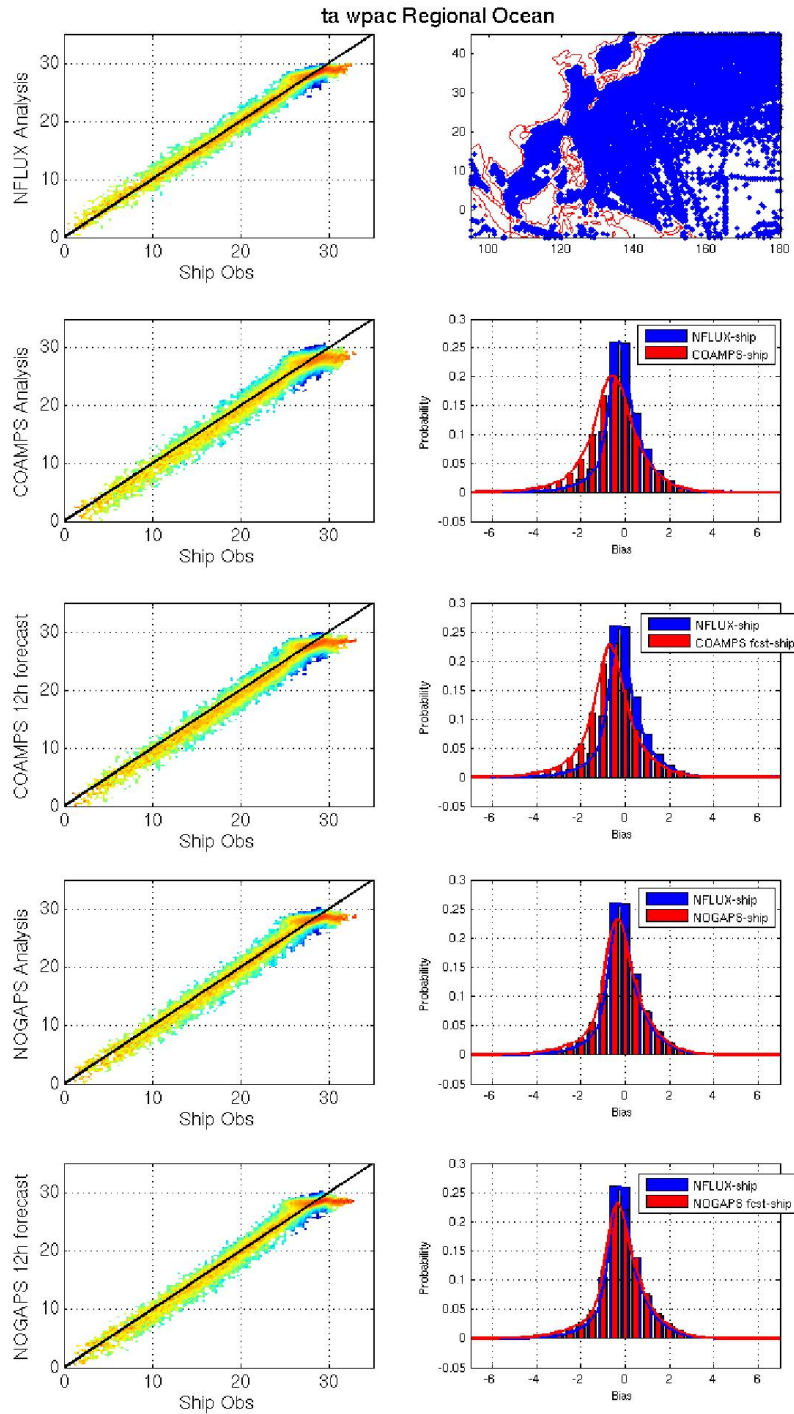 ta wpac Regional Ocean
NFLUX Analysis
30
20
10
0
0 10 20 30
Ship Obs
40
30
20
10
0
100 120 140 160 180
COAMPS Analysis
30
20
10
0
0 10 20 30
Ship Obs
Probability
0.3
0.25
0.2
0.15
0.1
0.05
0
-0.05
-6 -4 -2 0 2 4 6
Bias
NFLUX-ship
COAMPS-ship
COAMPS 12h forecast
30
20
10
0
0 10 20 30
Ship Obs
Probability
0.3
0.25
0.2
0.15
0.1
0.05
0
-0.05
-6 -4 -2 0 2 4 6
Bias
NFLUX-ship
COAMPS fcst-ship
NOGAPS Analysis
30
20
10
0
0 10 20 30
Ship Obs
Probability
0.3
0.25
0.2
0.15
0.1
0.05
0
-0.05
-6 -4 -2 0 2 4 6
Bias
NFLUX-ship
NOGAPS-ship
NOGAPS 12h forecast
30
20
10
0
0 10 20 30
Ship Obs
Probability
0.3
0.25
0.2
0.15
0.1
0.05
0
-0.05
-6 -4 -2 0 2 4 6
Bias
NFLUX-ship
NOGAPS fcst-ship